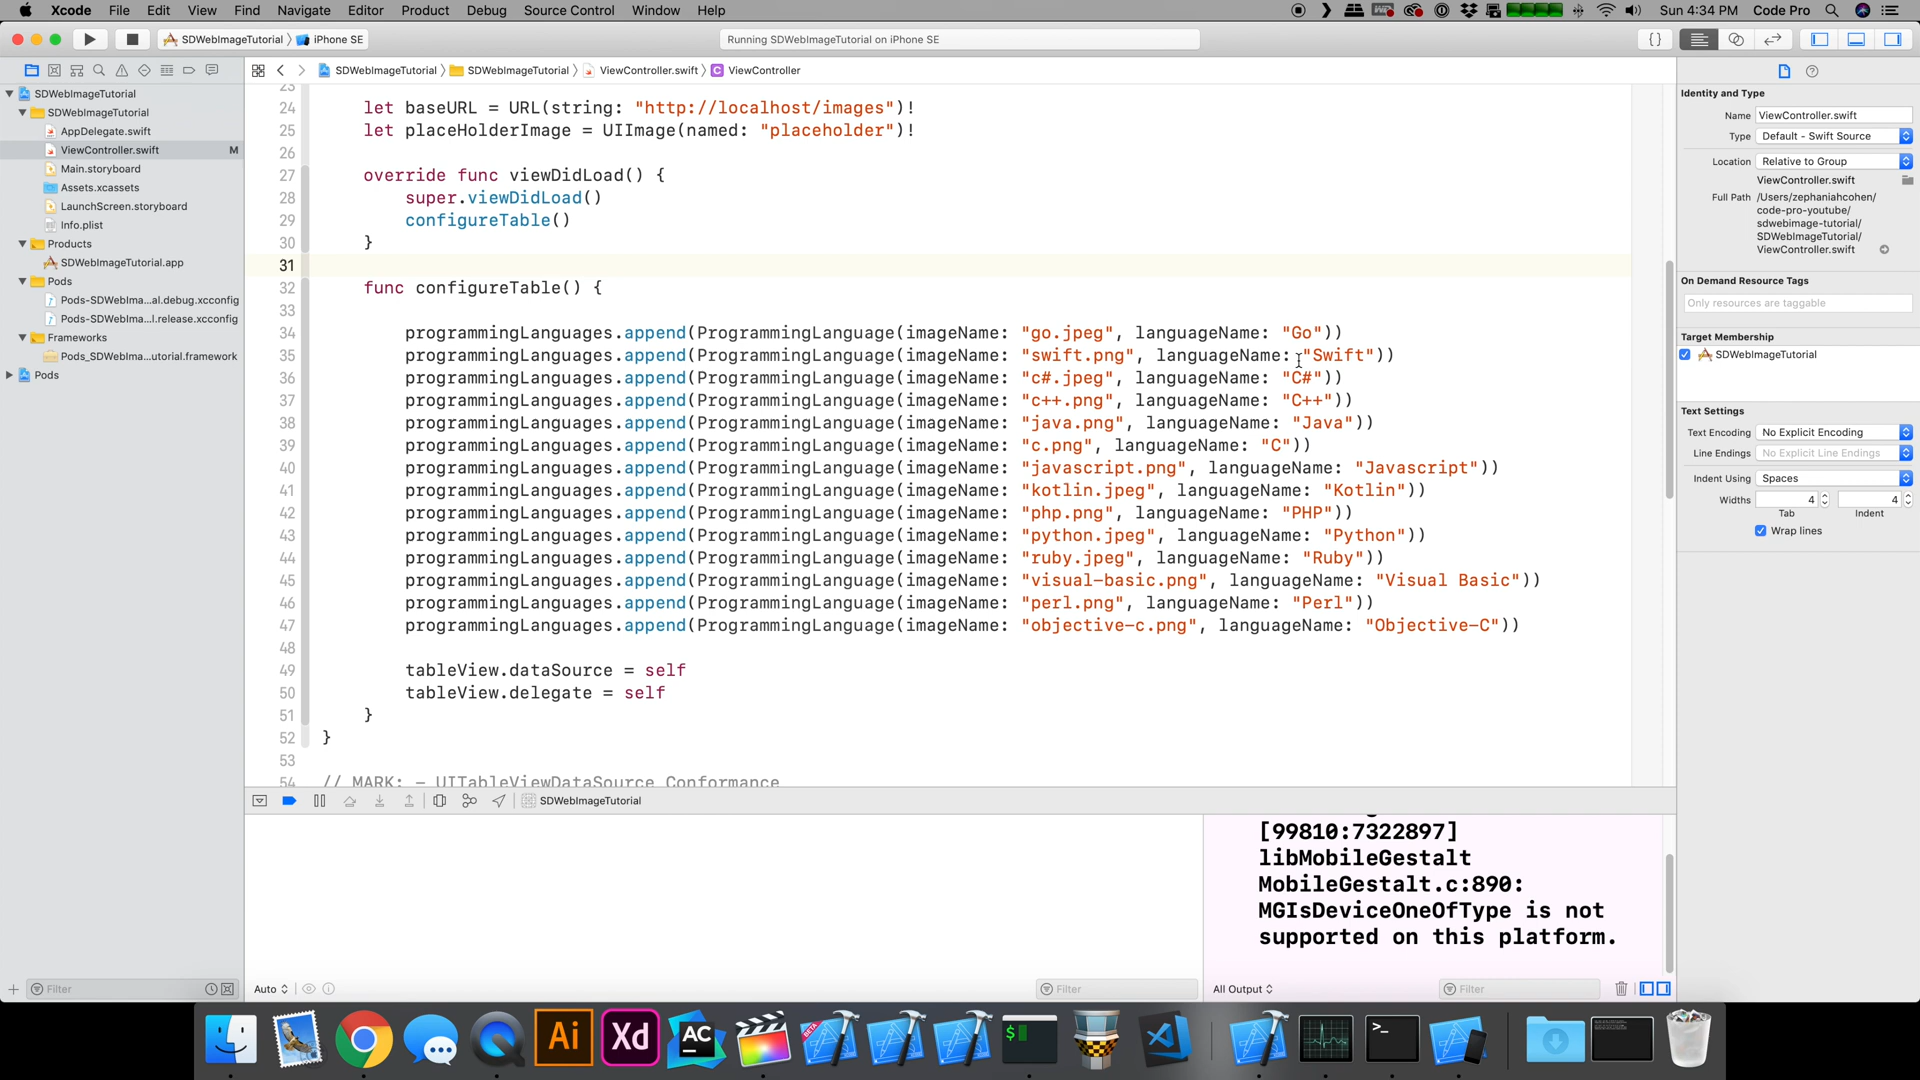 Xcode File Edit View Find Navigate Editor Product Debug Source Control Window Help Sun 4:34 PM Code Pro
SDWebImageTutorial iPhone SE Running SDWebImageTutorial on iPhone SE { }
SDWebImageTutorial SDWebImageTutorial ViewController.swift C ViewController
SDWebImageTutorial
SDWebImageTutorial
AppDelegate.swift
ViewController.swift M
Main.storyboard
Assets.xcassets
LaunchScreen.storyboard
Info.plist
Products
SDWebImageTutorial.app
Pods
Pods-SDWebIma...al.debug.xcconfig
Pods-SDWebIma...l.release.xcconfig
Frameworks
Pods_SDWebIma...utorial.framework
Pods
Filter
23
24 let baseURL = URL(string: "http://localhost/images")!
25 let placeHolderImage = UIImage(named: "placeholder")!
26
27 override func viewDidLoad() {
28 super.viewDidLoad()
29 configureTable()
30 }
31
32 func configureTable() {
33
34 programmingLanguages.append(ProgrammingLanguage(imageName: "go.jpeg", languageName: "Go"))
35 programmingLanguages.append(ProgrammingLanguage(imageName: "swift.png", languageName: "Swift"))
36 programmingLanguages.append(ProgrammingLanguage(imageName: "c#.jpeg", languageName: "C#"))
37 programmingLanguages.append(ProgrammingLanguage(imageName: "c++.png", languageName: "C++"))
38 programmingLanguages.append(ProgrammingLanguage(imageName: "java.png", languageName: "Java"))
39 programmingLanguages.append(ProgrammingLanguage(imageName: "c.png", languageName: "C"))
40 programmingLanguages.append(ProgrammingLanguage(imageName: "javascript.png", languageName: "Javascript"))
41 programmingLanguages.append(ProgrammingLanguage(imageName: "kotlin.jpeg", languageName: "Kotlin"))
42 programmingLanguages.append(ProgrammingLanguage(imageName: "php.png", languageName: "PHP"))
43 programmingLanguages.append(ProgrammingLanguage(imageName: "python.jpeg", languageName: "Python"))
44 programmingLanguages.append(ProgrammingLanguage(imageName: "ruby.jpeg", languageName: "Ruby"))
45 programmingLanguages.append(ProgrammingLanguage(imageName: "visual-basic.png", languageName: "Visual Basic"))
46 programmingLanguages.append(ProgrammingLanguage(imageName: "perl.png", languageName: "Perl"))
47 programmingLanguages.append(ProgrammingLanguage(imageName: "objective-c.png", languageName: "Objective-C"))
48
49 tableView.dataSource = self
50 tableView.delegate = self
51 }
52 }
53
54 // MARK: - UITableViewDataSource Conformance
SDWebImageTutorial
[99810:7322897]
libMobileGestalt
MobileGestalt.c:890:
MGIsDeviceOneOfType is not
supported on this platform.
Auto Filter All Output Filter
Identity and Type
Name ViewController.swift
Type Default - Swift Source
Location Relative to Group
ViewController.swift
Full Path /Users/zephaniahcohen/
code-pro-youtube/
sdwebimage-tutorial/
SDWebImageTutorial/
ViewController.swift
On Demand Resource Tags
Only resources are taggable
Target Membership
SDWebImageTutorial
Text Settings
Text Encoding No Explicit Encoding
Line Endings No Explicit Line Endings
Indent Using Spaces
Widths 4 4
Tab Indent
Wrap lines
Ai Xd AC BETA $ >_